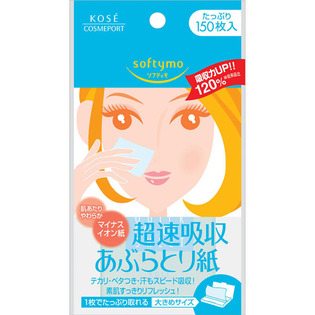 KOSÉ
COSMEPORT
たっぷり
150枚入
softymo
ソフティモ
吸収力UP!!
120%
肌あたり
やわらか
マイナス
イオン紙
超速吸収
あぶらとり紙
テカリ・ベタつき・汗もスピード吸収!
素肌すっきりリフレッシュ!
1枚でたっぷり取れる
大きめサイズ